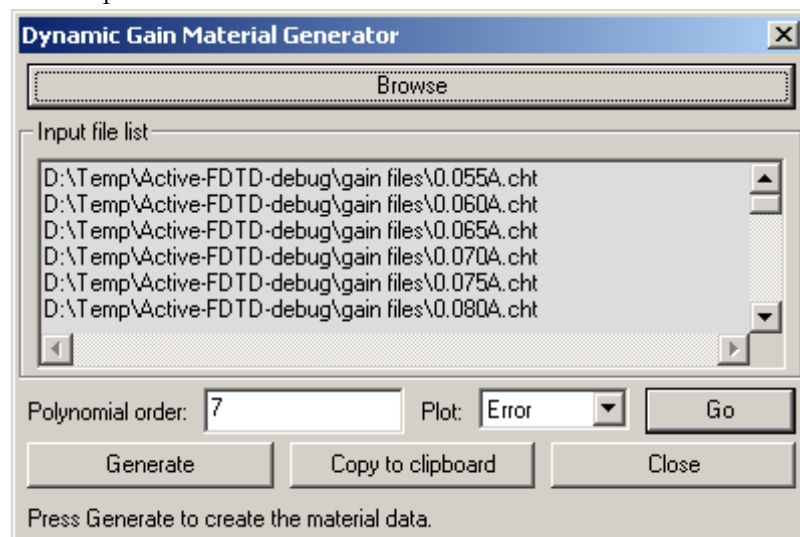 Dynamic Gain Material Generator
Browse
Input file list
D:\Temp\Active-FDTD-debug\gain files\0.055A.cht
D:\Temp\Active-FDTD-debug\gain files\0.060A.cht
D:\Temp\Active-FDTD-debug\gain files\0.065A.cht
D:\Temp\Active-FDTD-debug\gain files\0.070A.cht
D:\Temp\Active-FDTD-debug\gain files\0.075A.cht
D:\Temp\Active-FDTD-debug\gain files\0.080A.cht
Polynomial order: 7 Plot: Error Go
Generate Copy to clipboard Close
Press Generate to create the material data.